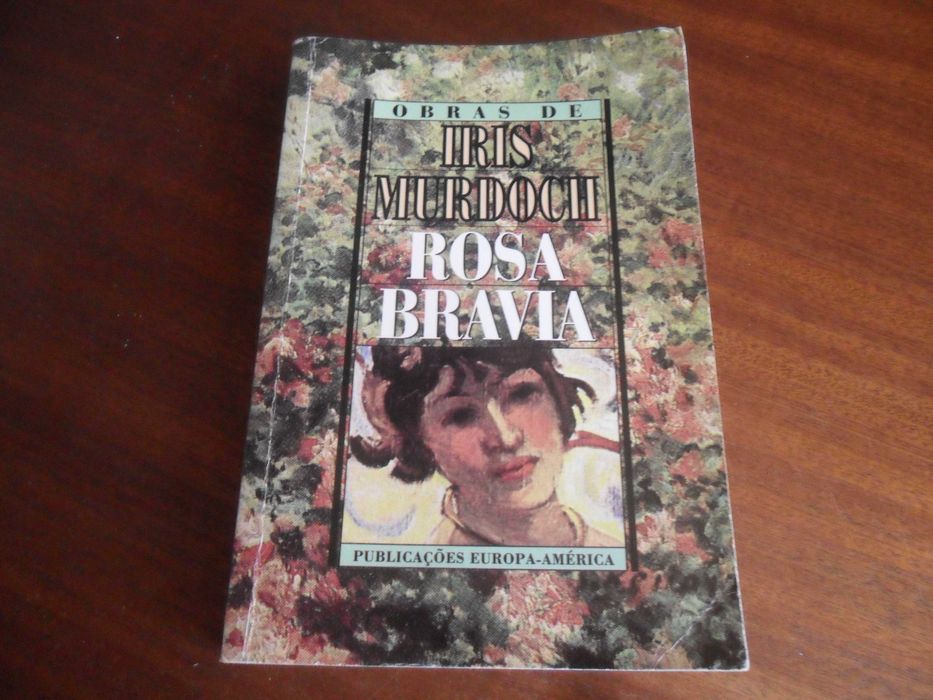 OBRAS DE
IRIS
MURDOCH
ROSA
BRAVIA
PUBLICAÇÕES EUROPA-AMÉRICA